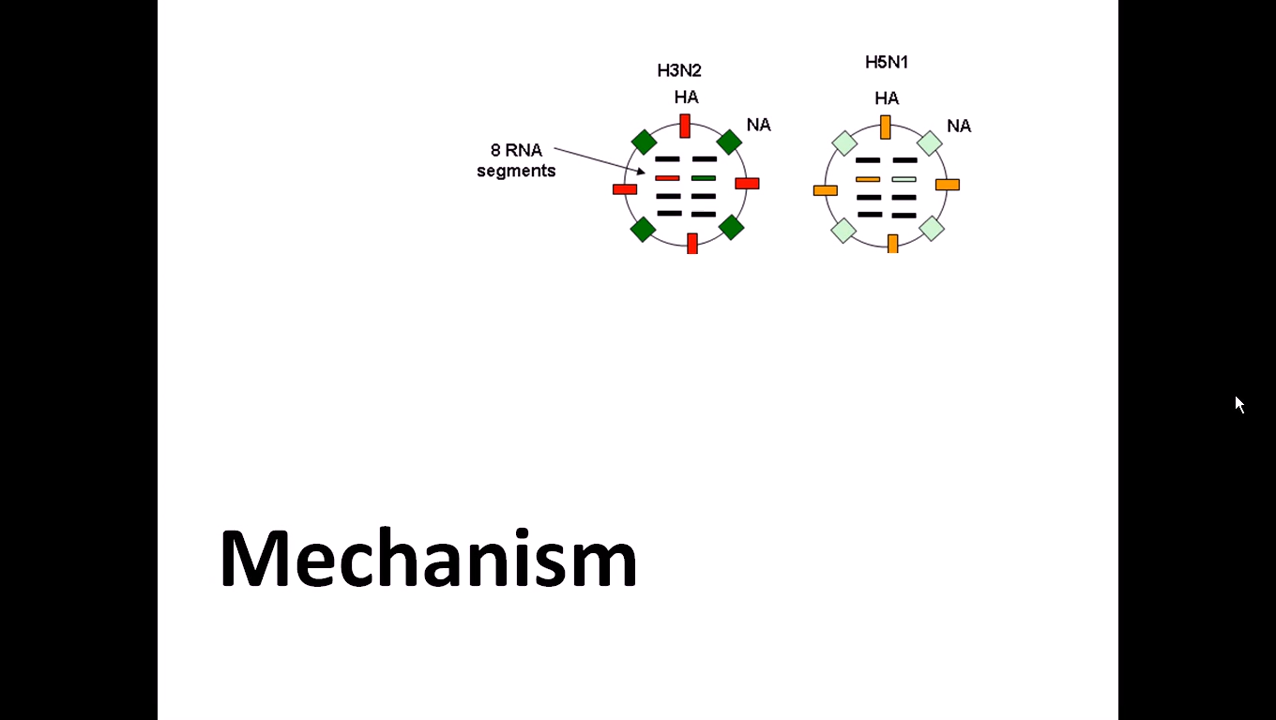 H3N2
HA
NA
8 RNA
segments
H5N1
HA
NA
Mechanism